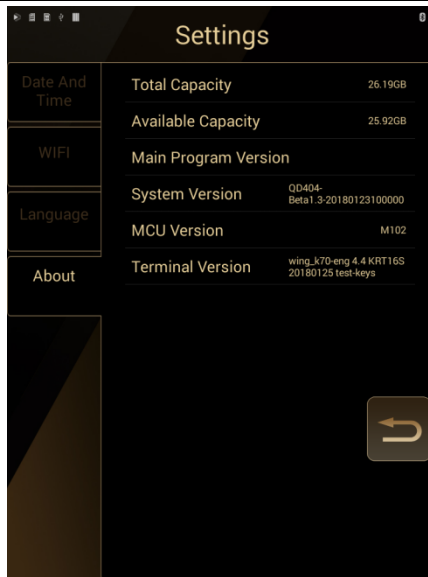 Settings
Date And
Time
WIFI
Language
About
Total Capacity
26.19GB
Available Capacity
25.92GB
Main Program Version
System Version
QD404-
Beta1.3-20180123100000
MCU Version
M102
Terminal Version
wing_k70-eng 4.4 KRT16S
20180125 test-keys